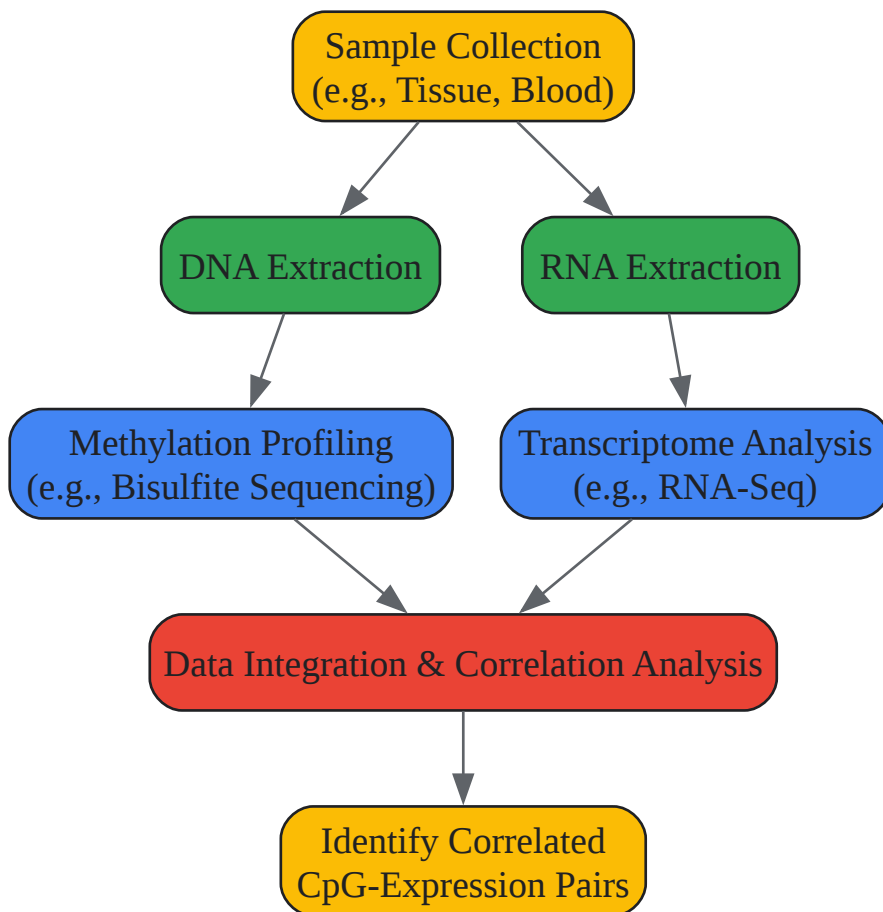 Sample Collection
(e.g., Tissue, Blood)
DNA Extraction
RNA Extraction
Methylation Profiling
(e.g., Bisulfite Sequencing)
Transcriptome Analysis
(e.g., RNA-Seq)
Data Integration & Correlation Analysis
Identify Correlated
CpG-Expression Pairs